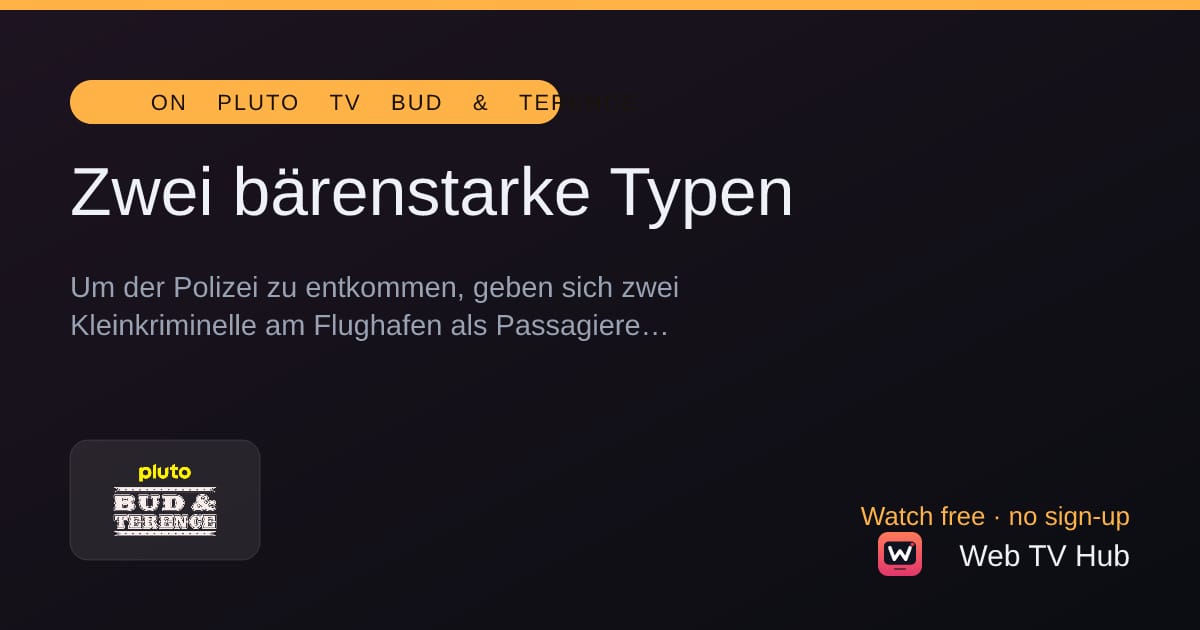 ON PLUTO TV BUD & TERENCE
Zwei bärenstarke Typen
Um der Polizei zu entkommen, geben sich zwei
Kleinkriminelle am Flughafen als Passagiere…
pluto
BUD &
TERENCE
Watch free · no sign-up
W
Web TV Hub